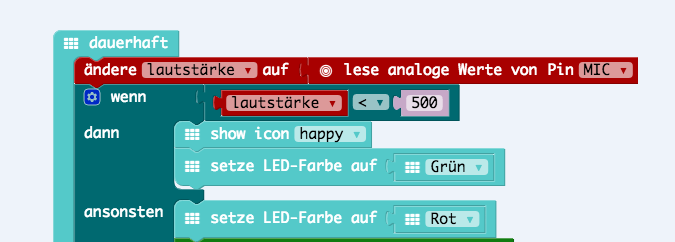 dauerhaft
ändere lautstärke auf lese analoge Werte von Pin MIC
wenn lautstärke < 500
dann show icon happy
setze LED-Farbe auf Grün
ansonsten setze LED-Farbe auf Rot